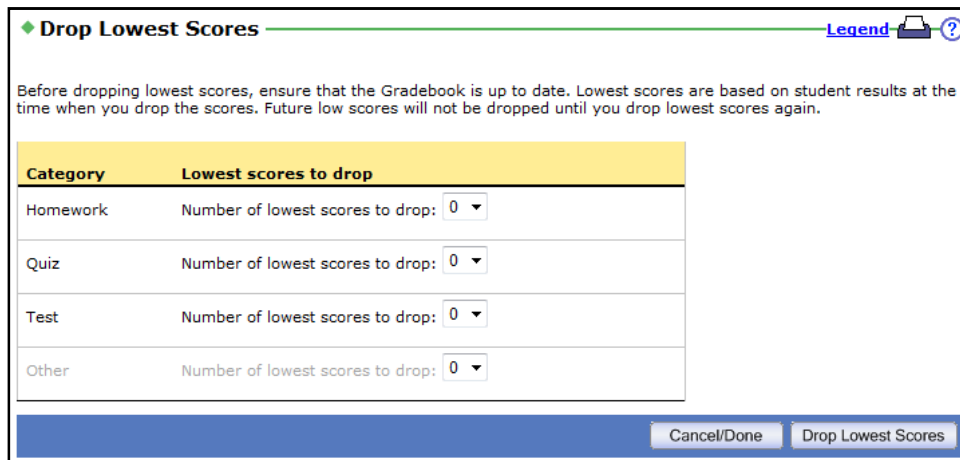 Drop Lowest Scores Legend ?
Before dropping lowest scores, ensure that the Gradebook is up to date. Lowest scores are based on student results at the
time when you drop the scores. Future low scores will not be dropped until you drop lowest scores again.
Category Lowest scores to drop
Homework Number of lowest scores to drop: 0
Quiz Number of lowest scores to drop: 0
Test Number of lowest scores to drop: 0
Other Number of lowest scores to drop: 0
Cancel/Done Drop Lowest Scores